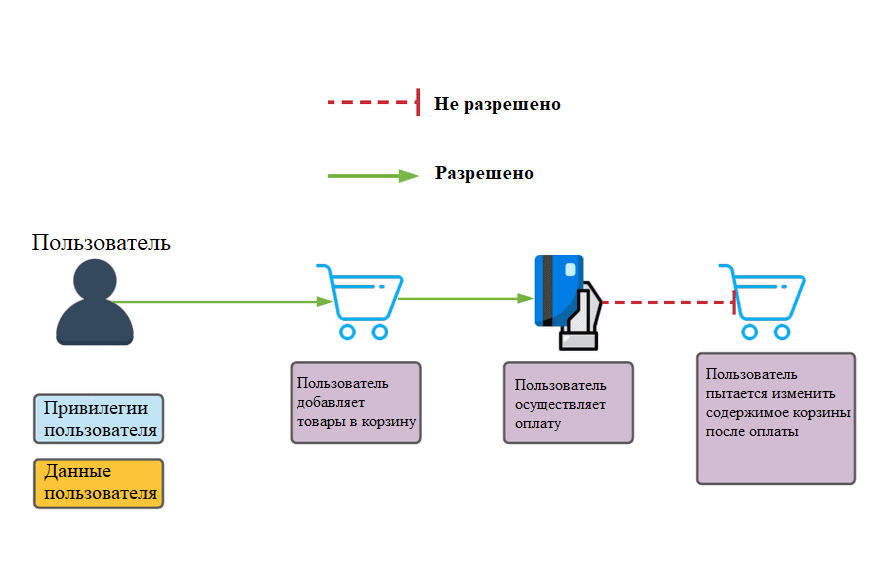 Не разрешено
Разрешено
Пользователь
Пользователь
добавляет
товары в корзину
Пользователь
осуществляет
оплату
Пользователь
пытается изменить
содержимое корзины
после оплаты
Привилегии
пользователя
Данные
пользователя